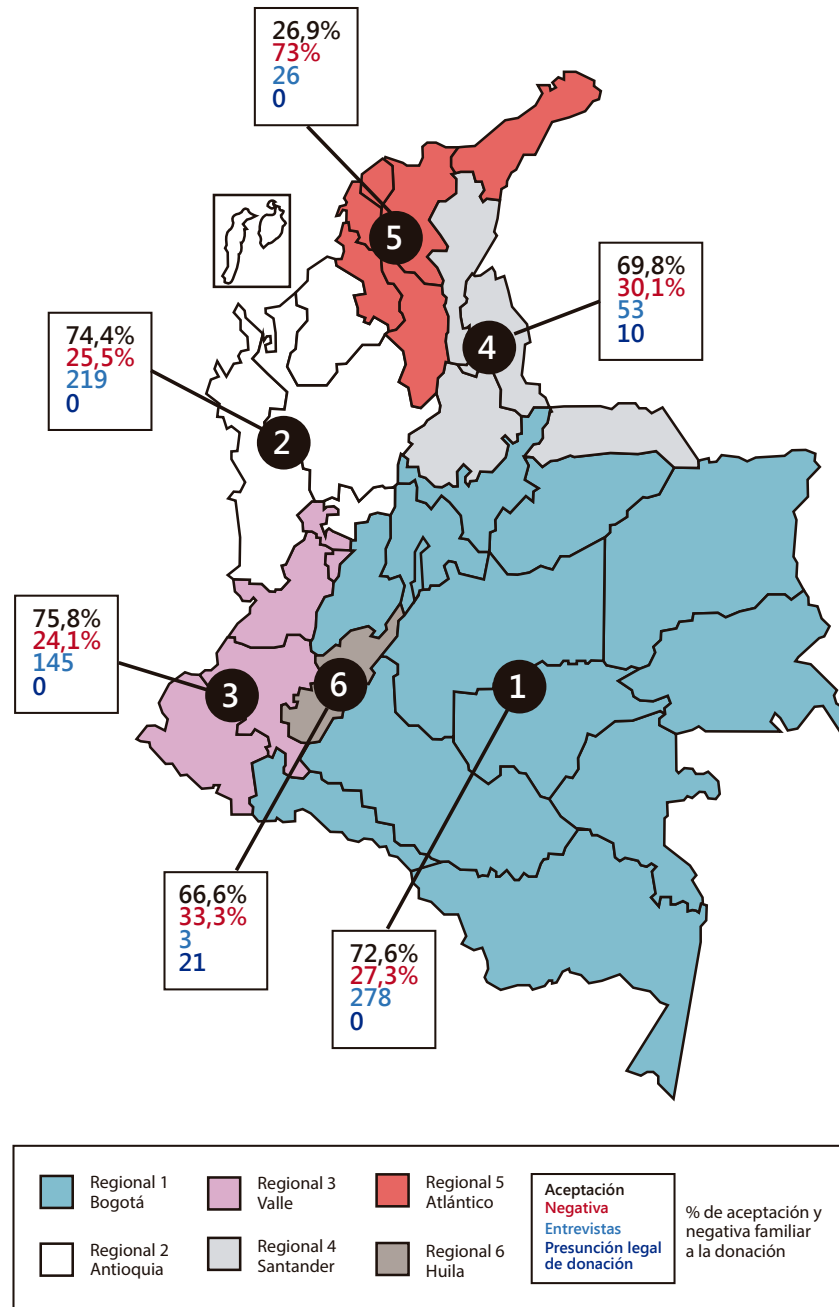 26,9%
73%
26
0
5
69,8%
30,1%
53
10
4
74,4%
25,5%
219
0
2
75,8%
24,1%
145
0
3
6
1
66,6%
33,3%
3
21
72,6%
27,3%
278
0
Regional 1
Bogotá
Regional 3
Valle
Regional 5
Atlántico
Regional 2
Antioquia
Regional 4
Santander
Regional 6
Huila
Aceptación
Negativa
Entrevistas
Presunción legal
de donación
% de aceptación y
negativa familiar
a la donación